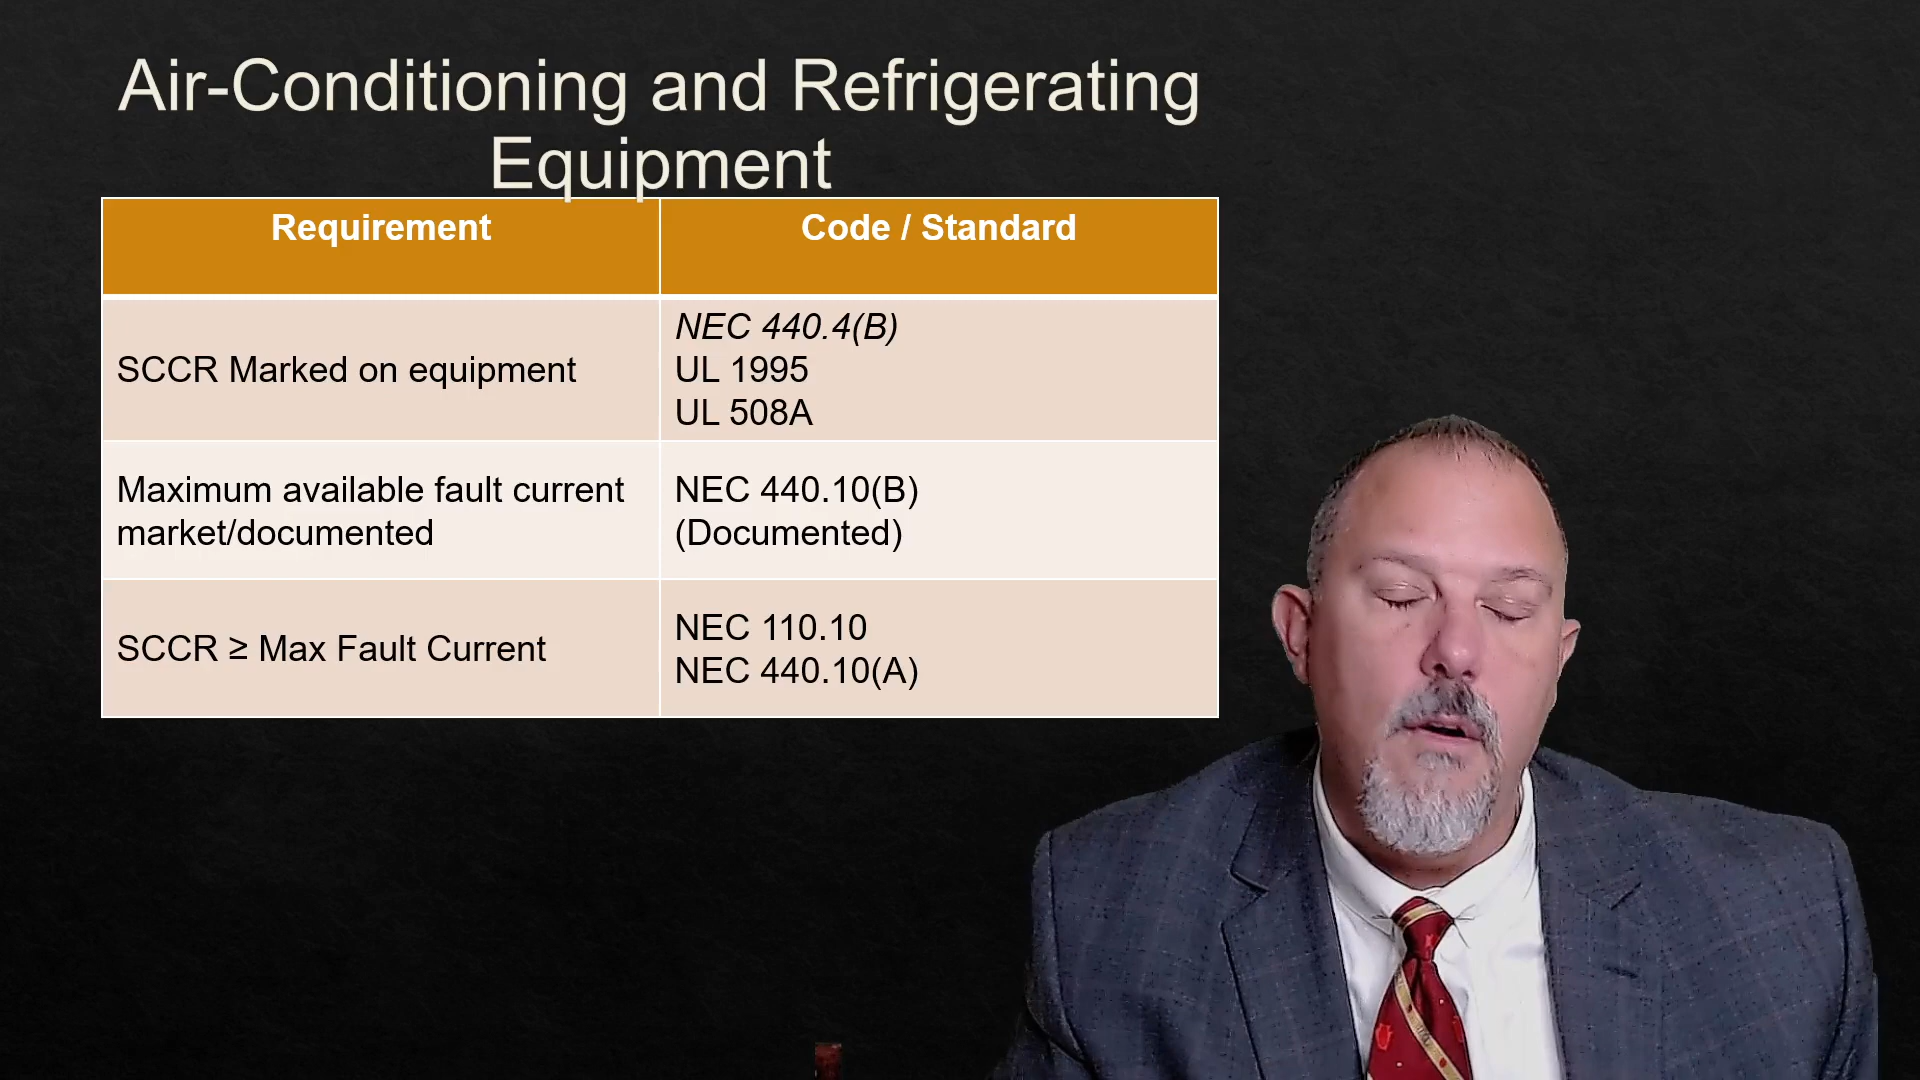 Air-Conditioning and Refrigerating
Equipment
Requirement
Code / Standard
SCCR Marked on equipment
NEC 440.4(B)
UL 1995
UL 508A
Maximum available fault current
market/documented
NEC 440.10(B)
(Documented)
SCCR ≥ Max Fault Current
NEC 110.10
NEC 440.10(A)